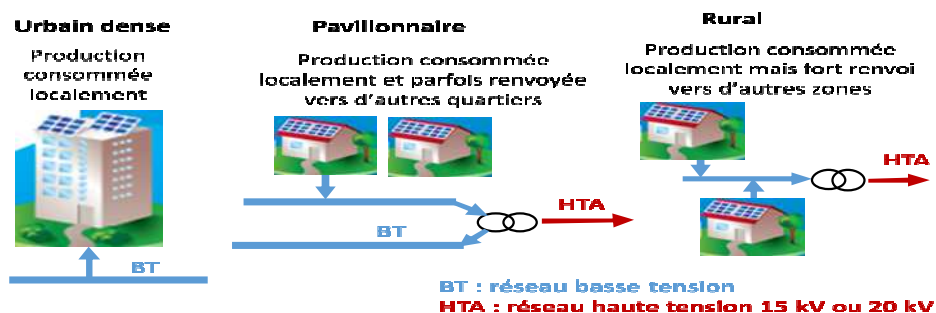 Urbain dense
Production
consommée
localement
BT
Pavillonnaire
Production consommée
localement et parfois renvoyée
vers d'autres quartiers
HTA
BT
Rural
Production consommée
localement mais fort renvoi
vers d'autres zones
HTA
BT : réseau basse tension
HTA : réseau haute tension 15 kV ou 20 kV